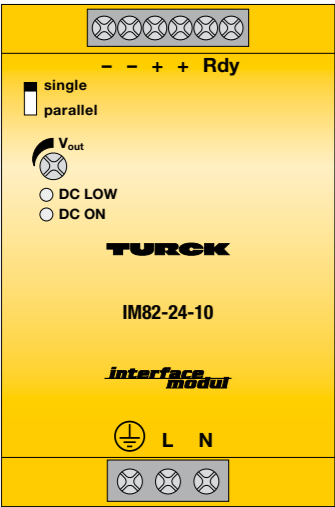 − − + + Rdy
single
parallel
Vout
DC LOW
DC ON
TURCK
IM82-24-10
interface
modul
L N